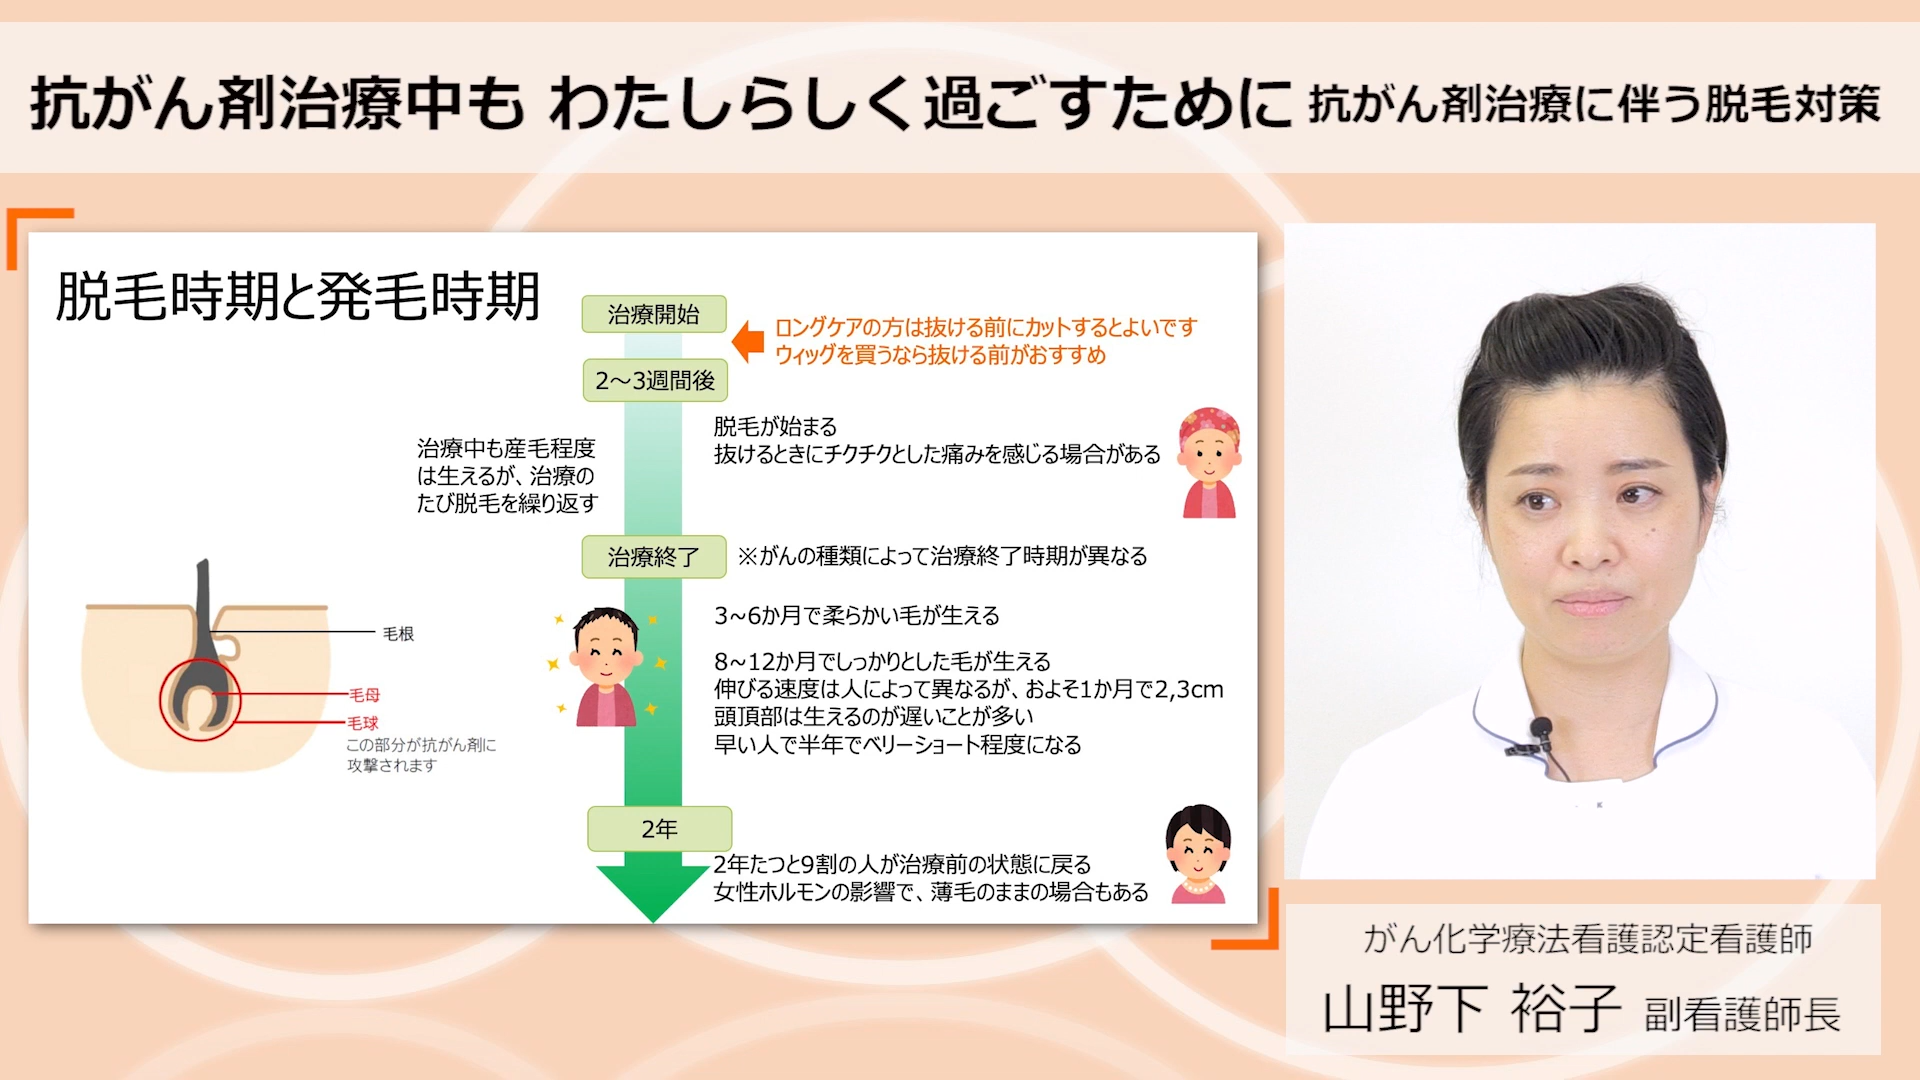 抗がん剤治療中も わたしらしく過ごすために 抗がん剤治療に伴う脱毛対策
脱毛時期と発毛時期
治療開始
ロングケアの方は抜ける前にカットするとよいです
ウィッグを買うなら抜ける前がおすすめ
2～3週間後
脱毛が始まる
抜けるときにチクチクとした痛みを感じる場合がある
治療中も産毛程度
は生えるが、治療の
たび脱毛を繰り返す
治療終了
※がんの種類によって治療終了時期が異なる
3~6か月で柔らかい毛が生える
8~12か月でしっかりとした毛が生える
伸びる速度は人によって異なるが、およそ1か月で2,3cm
頭頂部は生えるのが遅いことが多い
早い人で半年でベリーショート程度になる
毛根
毛母
毛球
この部分が抗がん剤に
攻撃されます
2年
2年たつと9割の人が治療前の状態に戻る
女性ホルモンの影響で、薄毛のままの場合もある
がん化学療法看護認定看護師
山野下 裕子 副看護師長